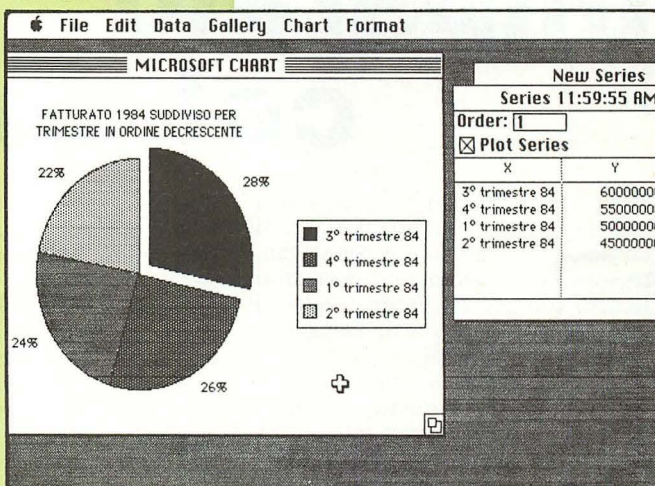 File Edit Data Gallery Chart Format
MICROSOFT CHART
FATTURATO 1984 SUDDIVISO PER
TRIMESTRE IN ORDINE DECRESCENTE
22%
28%
24%
26%
3° trimestre 84
4° trimestre 84
1° trimestre 84
2° trimestre 84
New Series
Series 11:59:55 AM
Order: 1
Plot Series
X Y
3° trimestre 84
4° trimestre 84
1° trimestre 84
2° trimestre 84